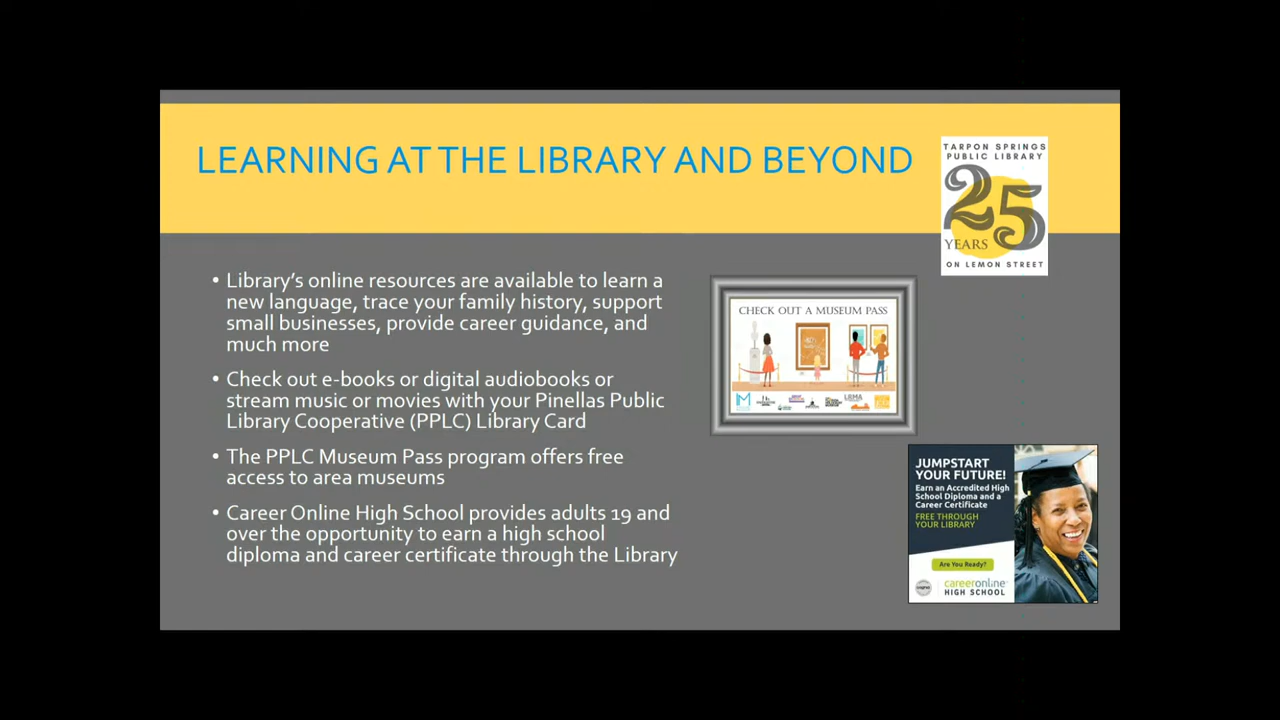 LEARNING AT THE LIBRARY AND BEYOND
TARPON SPRINGS
PUBLIC LIBRARY
25
YEARS
ON LEMON STREET
• Library's online resources are available to learn a
new language, trace your family history, support
small businesses, provide career guidance, and
much more
• Check out e-books or digital audiobooks or
stream music or movies with your Pinellas Public
Library Cooperative (PPLC) Library Card
• The PPLC Museum Pass program offers free
access to area museums
• Career Online High School provides adults 19 and
over the opportunity to earn a high school
diploma and career certificate through the Library
CHECK OUT A MUSEUM PASS
JUMPSTART
YOUR FUTURE!
Earn an Accredited High
School Diploma and a
Career Certificate
FREE THROUGH
YOUR LIBRARY
Are You Ready?
careeronline
HIGH SCHOOL